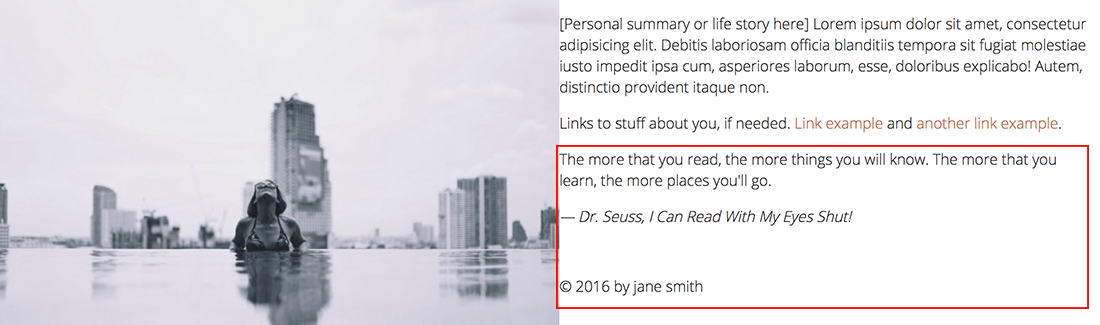 [Personal summary or life story here] Lorem ipsum dolor sit amet, consectetur
adipisicing elit. Debitis laboriosam officia blanditiis tempora sit fugiat molestiae
iusto impedit ipsa cum, asperiores laborum, esse, doloribus explicabo! Autem,
distinctio provident itaque non.
Links to stuff about you, if needed. Link example and another link example.
The more that you read, the more things you will know. The more that you
learn, the more places you'll go.
— Dr. Seuss, I Can Read With My Eyes Shut!
© 2016 by jane smith